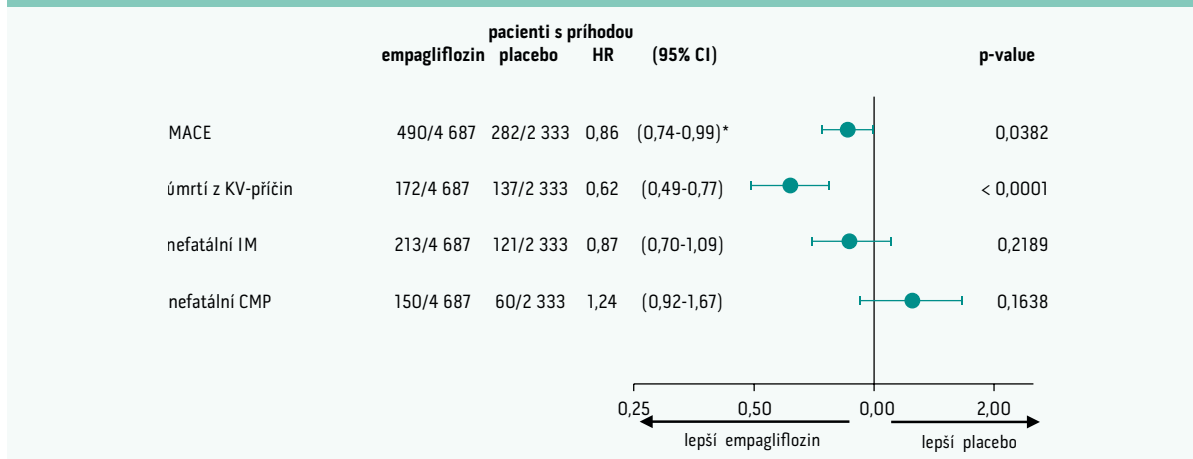 pacienti s príhodou
empagliflozin placebo HR (95% CI) p-value
MACE 490/4 687 282/2 333 0,86 (0,74-0,99)* 0,0382
úmrtí z KV-příčin 172/4 687 137/2 333 0,62 (0,49-0,77) < 0,0001
nefatální IM 213/4 687 121/2 333 0,87 (0,70-1,09) 0,2189
nefatální CMP 150/4 687 60/2 333 1,24 (0,92-1,67) 0,1638
0,25 0,50 0,00 2,00
lepší empagliflozin lepší placebo